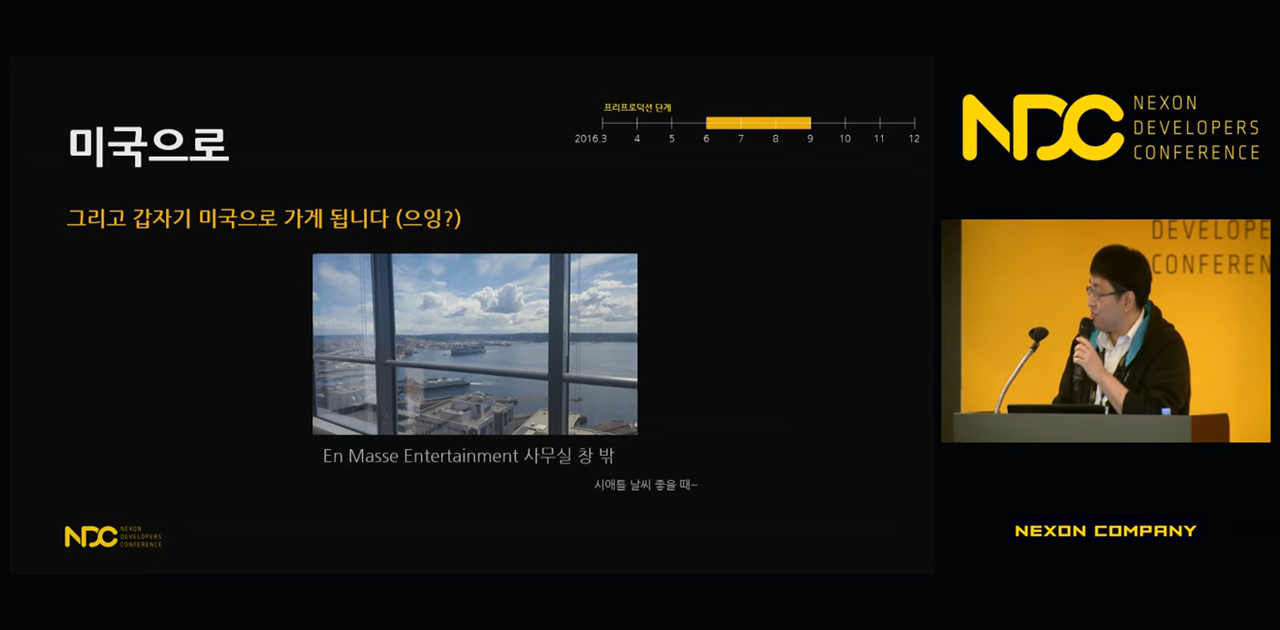 미국으로
프리프로덕션 단계
2016.3 4 5 6 7 8 9 10 11 12
그리고 갑자기 미국으로 가게 됩니다 (으잉?)
En Masse Entertainment 사무실 창 밖
시애틀 날씨 좋을 때~
NDC NEXON
DEVELOPERS
CONFERENCE
NDC NEXON
DEVELOPERS
CONFERENCE
DEVELOPE
CONFEREN
NEXON COMPANY